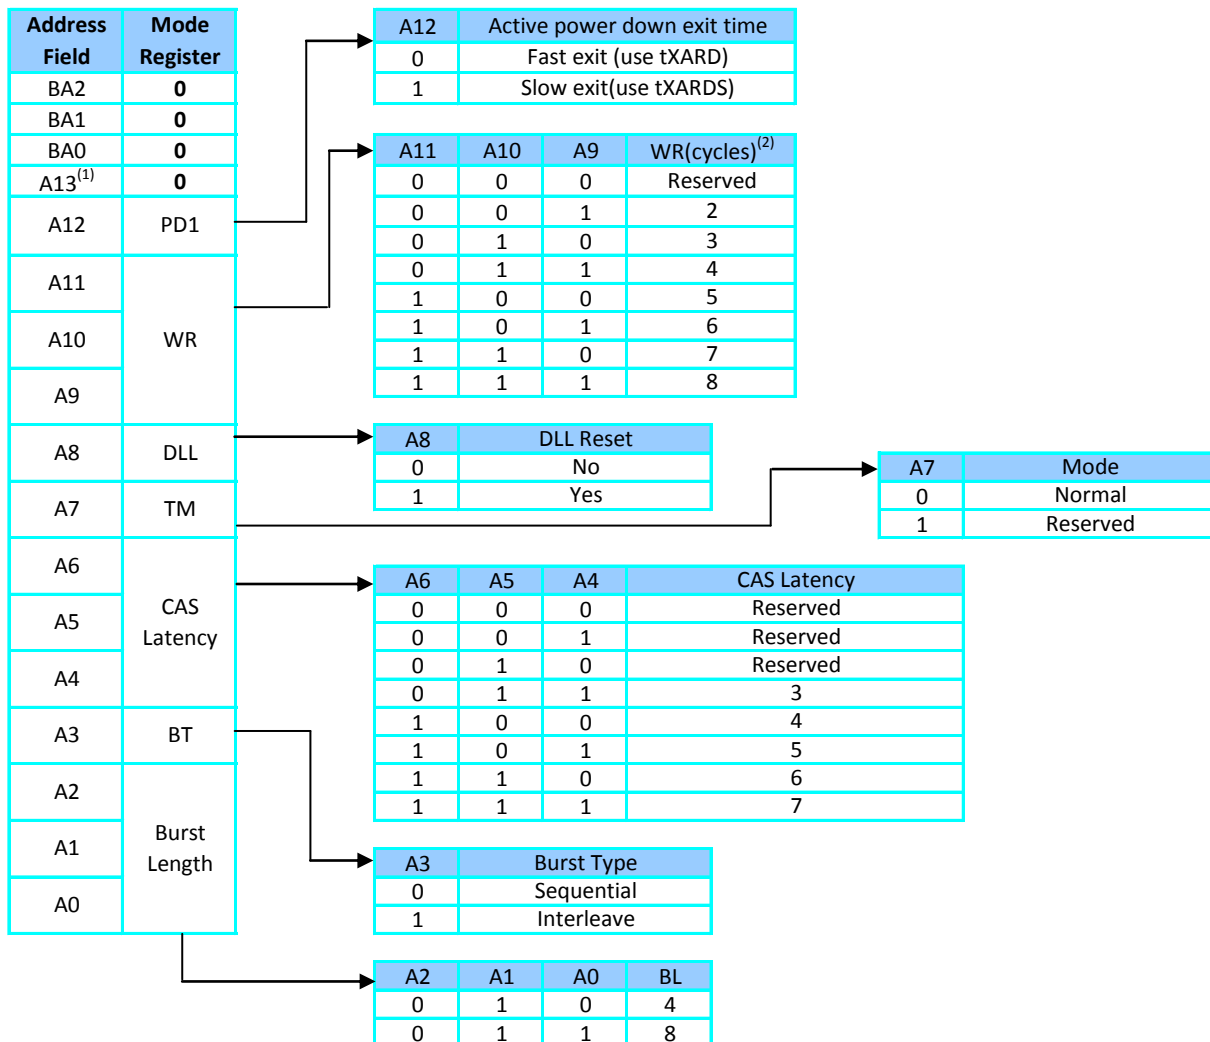 Address Field Mode Register
BA2 0
BA1 0
BA0 0
A13(1) 0
A12 PD1
A11
A10 WR
A9
A8 DLL
A7 TM
A6
A5 CAS Latency
A4
A3 BT
A2
A1 Burst Length
A0
A12 Active power down exit time
0 Fast exit (use tXARD)
1 Slow exit(use tXARDS)
A11 A10 A9 WR(cycles)(2)
0 0 0 Reserved
0 0 1 2
0 1 0 3
0 1 1 4
1 0 0 5
1 0 1 6
1 1 0 7
1 1 1 8
A8 DLL Reset
0 No
1 Yes
A7 Mode
0 Normal
1 Reserved
A6 A5 A4 CAS Latency
0 0 0 Reserved
0 0 1 Reserved
0 1 0 Reserved
0 1 1 3
1 0 0 4
1 0 1 5
1 1 0 6
1 1 1 7
A3 Burst Type
0 Sequential
1 Interleave
A2 A1 A0 BL
0 1 0 4
0 1 1 8